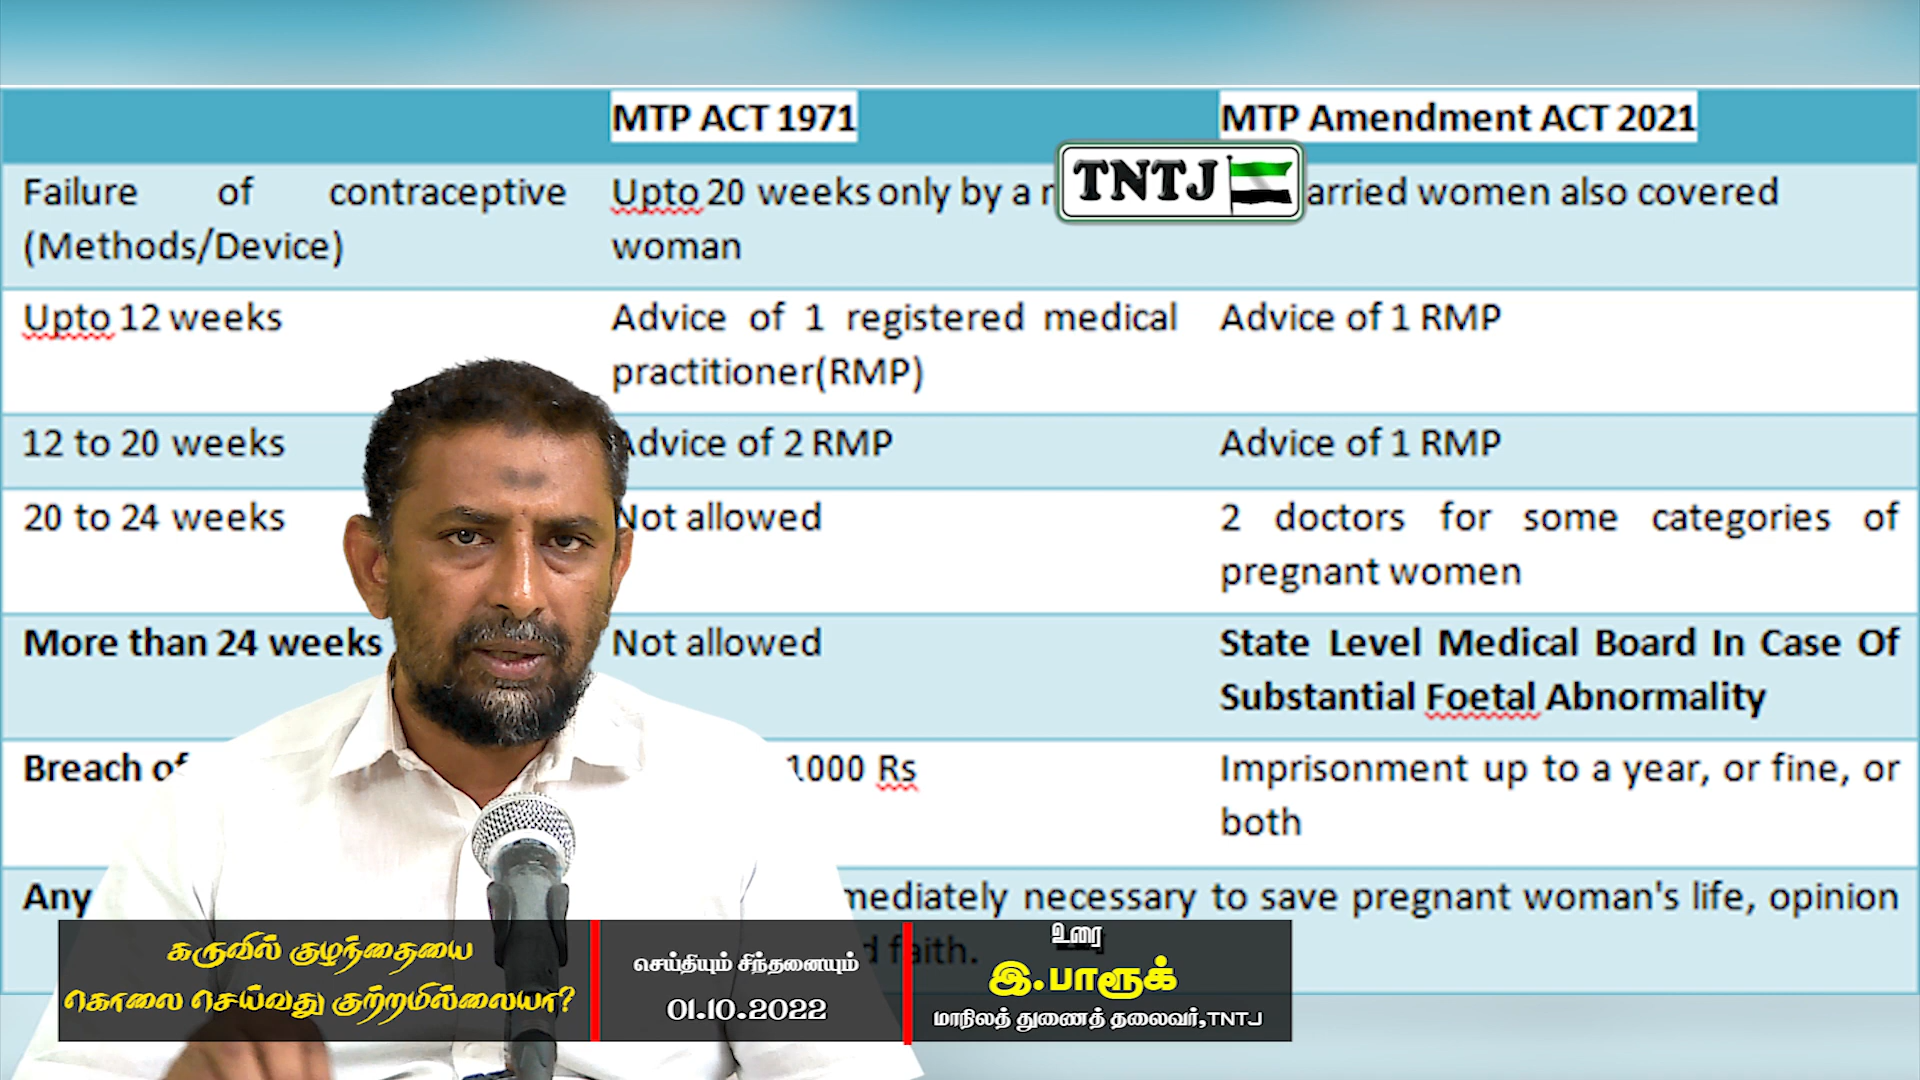 MTP ACT 1971
MTP Amendment ACT 2021
TNTJ
Failure of contraceptive
(Methods/Device)
Upto 20 weeks only by a
woman
arried women also covered
Upto 12 weeks
Advice of 1 registered medical
practitioner(RMP)
Advice of 1 RMP
12 to 20 weeks
Advice of 2 RMP
Advice of 1 RMP
20 to 24 weeks
Not allowed
2 doctors for some categories of
pregnant women
More than 24 weeks
Not allowed
State Level Medical Board In Case Of
Substantial Foetal Abnormality
Breach of
1000 Rs
Imprisonment up to a year, or fine, or
both
Any
mediately necessary to save pregnant woman's life, opinion
d faith.
கருவில் குழந்தையை
கொலை செய்வது குற்றமில்லையா?
செய்தியும் சிந்தனையும்
01.10.2022
உரை
இ.பாரூக்
மாநிலத் துணைத் தலைவர்,TNTJ